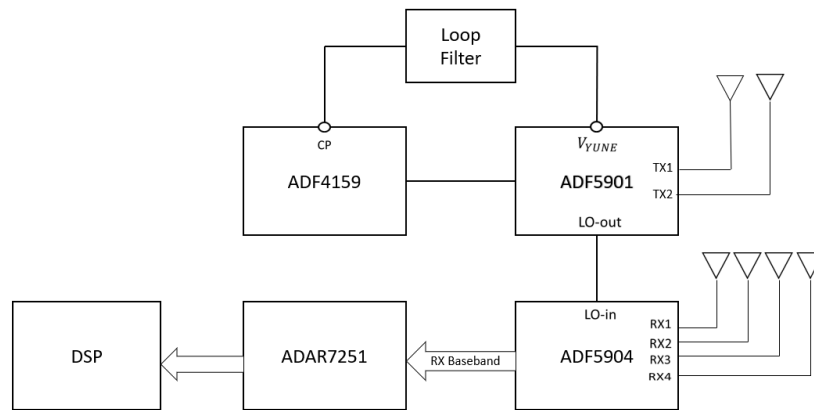 Loop
Filter
CP
ADF4159
V_YUNE
ADF5901
TX1
TX2
LO-out
LO-in
ADF5904
RX1
RX2
RX3
RX4
RX Baseband
ADAR7251
DSP